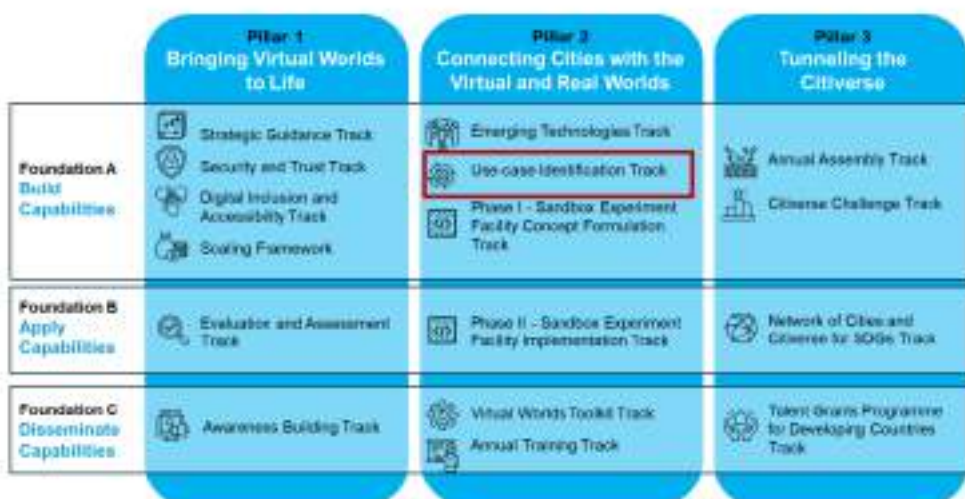 Pillar 1
Bringing Virtual Worlds
to Life
Pillar 2
Connecting Cities with the
Virtual and Real Worlds
Pillar 3
Tunneling the
Citiverse
Foundation A
Build
Capabilities
Strategic Guidance Track
Security and Trust Track
Digital Inclusion and
Accessibility Track
Scaling Framework
Emerging Technologies Track
Use-case Identification Track
Phase I - Sandbox Experiment
Facility Concept Formulation
Track
Annual Assembly Track
Citiverse Challenge Track
Foundation B
Apply
Capabilities
Evaluation and Assessment
Track
Phase II - Sandbox Experiment
Facility Implementation Track
Network of Cities and
Citiverse for SDGs Track
Foundation C
Disseminate
Capabilities
Awareness Building Track
Virtual Worlds Toolkit Track
Annual Training Track
Talent Grants Programme
for Developing Countries
Track